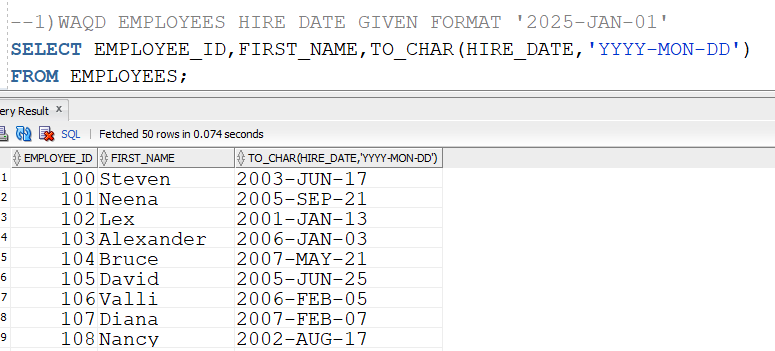 --1)WAQD EMPLOYEES HIRE DATE GIVEN FORMAT '2025-JAN-01'
SELECT EMPLOYEE_ID,FIRST_NAME,TO_CHAR(HIRE_DATE,'YYYY-MON-DD')
FROM EMPLOYEES;
ery Result x
SQL | Fetched 50 rows in 0.074 seconds
EMPLOYEE_ID FIRST_NAME TO_CHAR(HIRE_DATE,'YYYY-MON-DD')
1 100 Steven 2003-JUN-17
2 101 Neena 2005-SEP-21
3 102 Lex 2001-JAN-13
4 103 Alexander 2006-JAN-03
5 104 Bruce 2007-MAY-21
6 105 David 2005-JUN-25
7 106 Valli 2006-FEB-05
8 107 Diana 2007-FEB-07
9 108 Nancy 2002-AUG-17